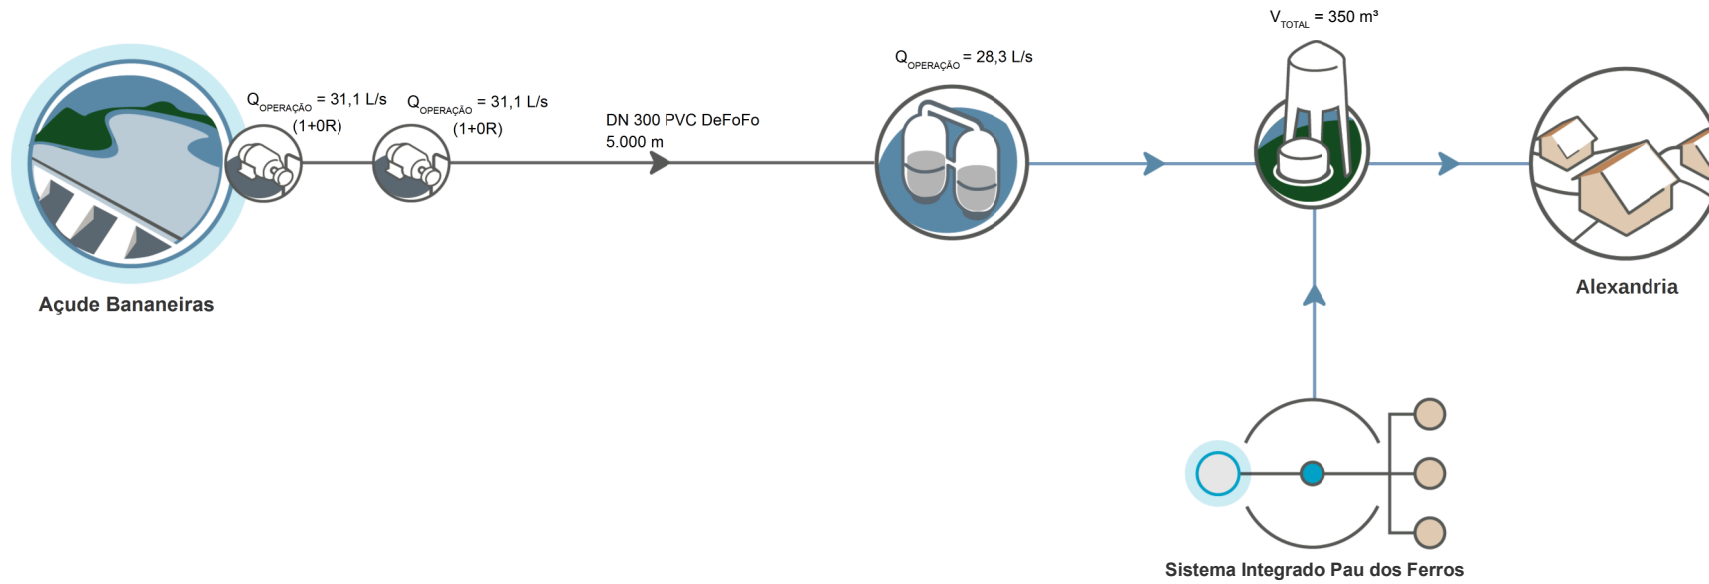 V_TOTAL = 350 m³
Q_OPERAÇÃO = 28,3 L/s
Q_OPERAÇÃO = 31,1 L/s
(1+0R)
Q_OPERAÇÃO = 31,1 L/s
(1+0R)
DN 300 PVC DeFoFo
5.000 m
Açude Bananeiras
Alexandria
Sistema Integrado Pau dos Ferros